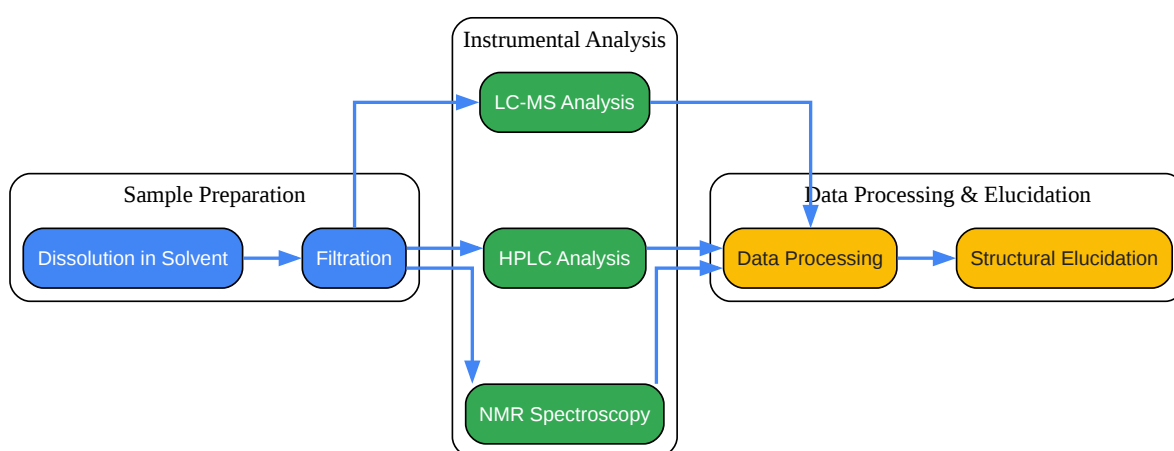 Sample Preparation
Dissolution in Solvent
Filtration
Instrumental Analysis
LC-MS Analysis
HPLC Analysis
NMR Spectroscopy
Data Processing & Elucidation
Data Processing
Structural Elucidation